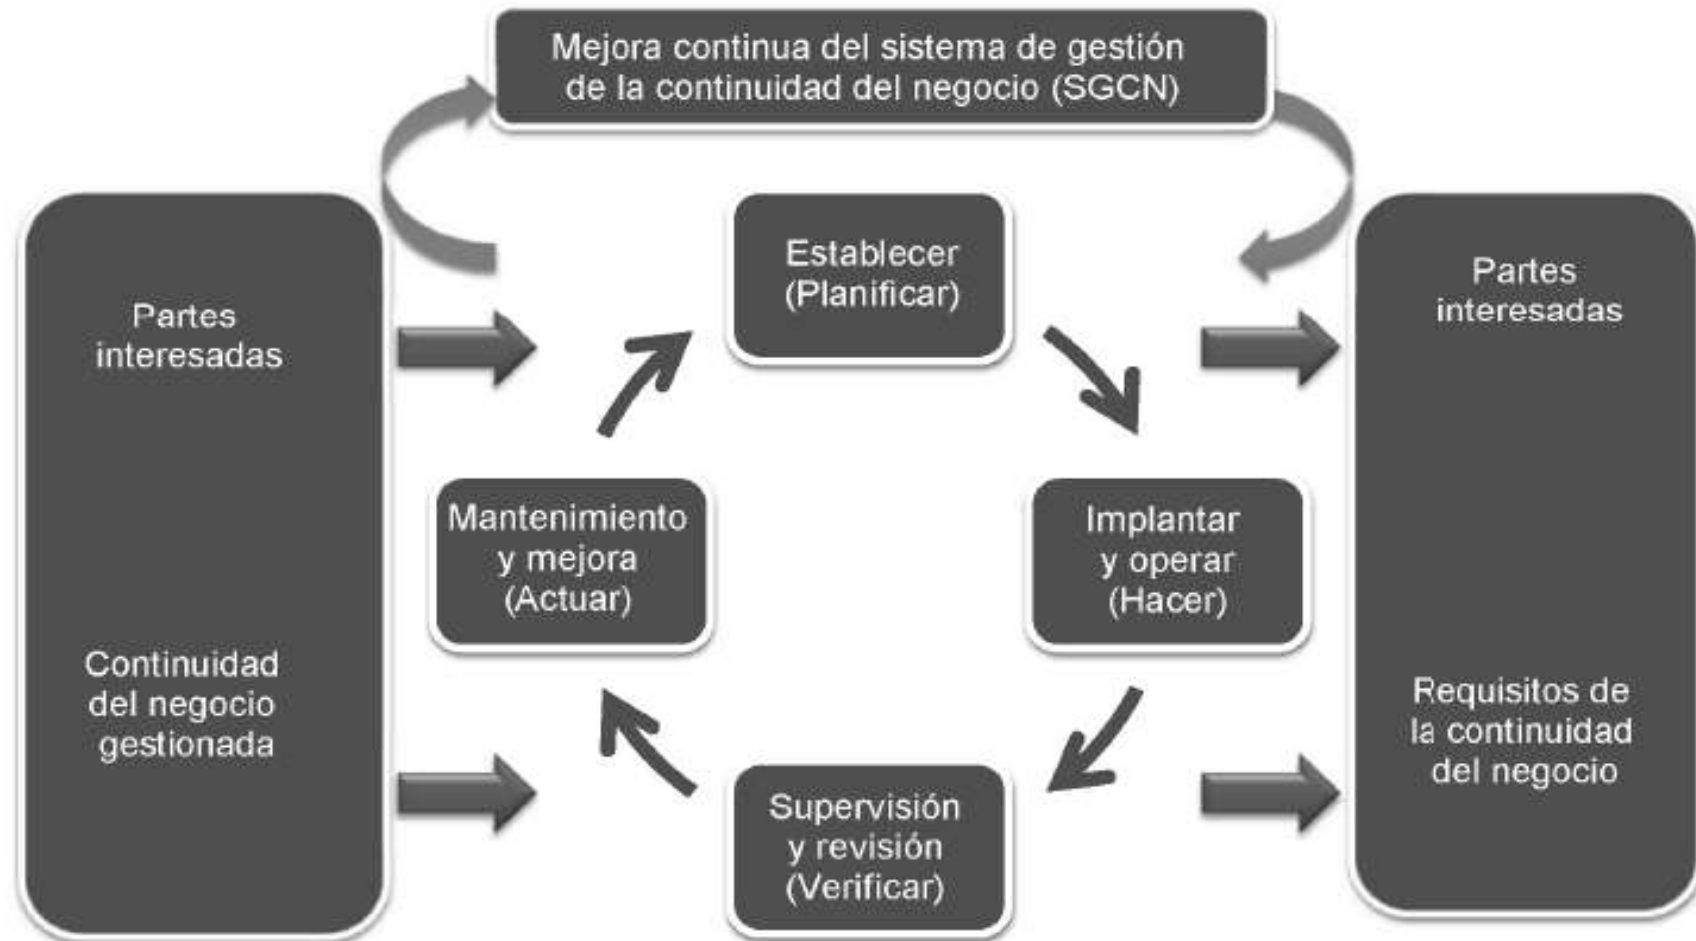 Mejora continua del sistema de gestión
de la continuidad del negocio (SGCN)
Partes
interesadas
Continuidad
del negocio
gestionada
Establecer
(Planificar)
Mantenimiento
y mejora
(Actuar)
Implantar
y operar
(Hacer)
Supervisión
y revisión
(Verificar)
Partes
interesadas
Requisitos de
la continuidad
del negocio